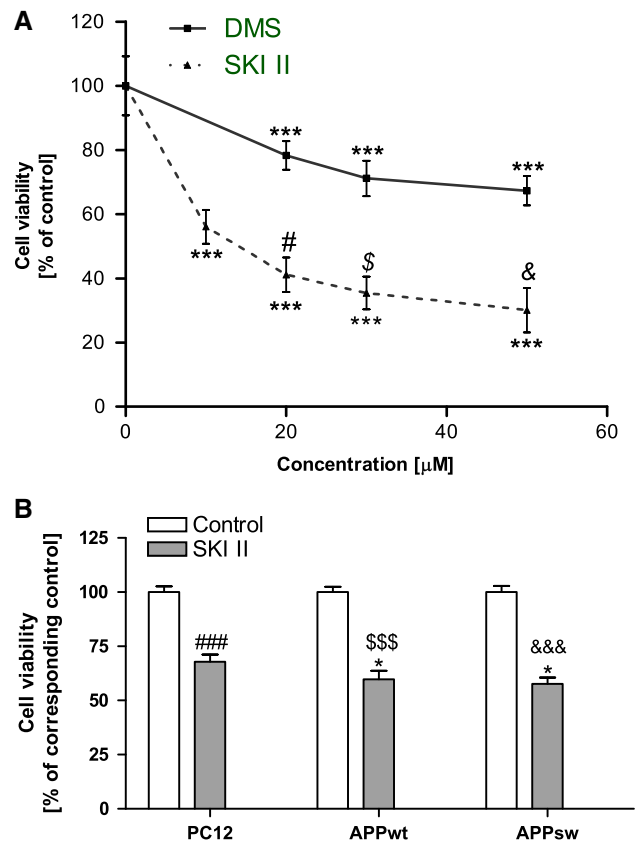 A
120
100
80
60
40
20
0
Cell viability
[% of control]
DMS
SKI II
***
***
***
***
#
$
&
***
***
***
0
20
40
60
Concentration [μM]
B
Control
SKI II
125
100
75
50
25
0
Cell viability
[% of corresponding control]
###
$$$
*
&&&
*
PC12
APPwt
APPsw